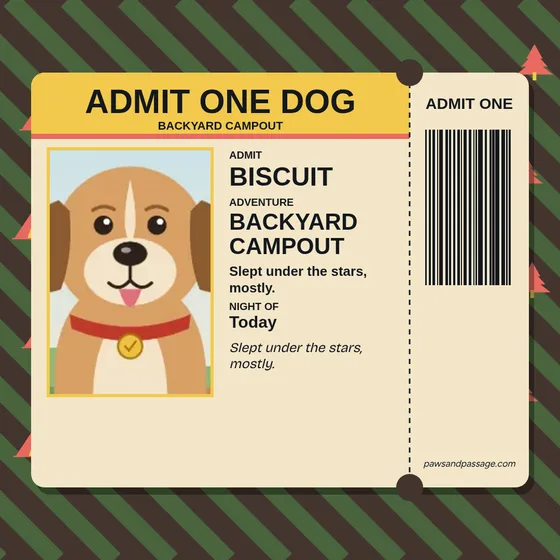 ADMIT ONE DOG
BACKYARD CAMPOUT
ADMIT
BISCUIT
ADVENTURE
BACKYARD
CAMPOUT
Slept under the stars,
mostly.
NIGHT OF
Today
Slept under the stars,
mostly.
ADMIT ONE
pawsandpassage.com